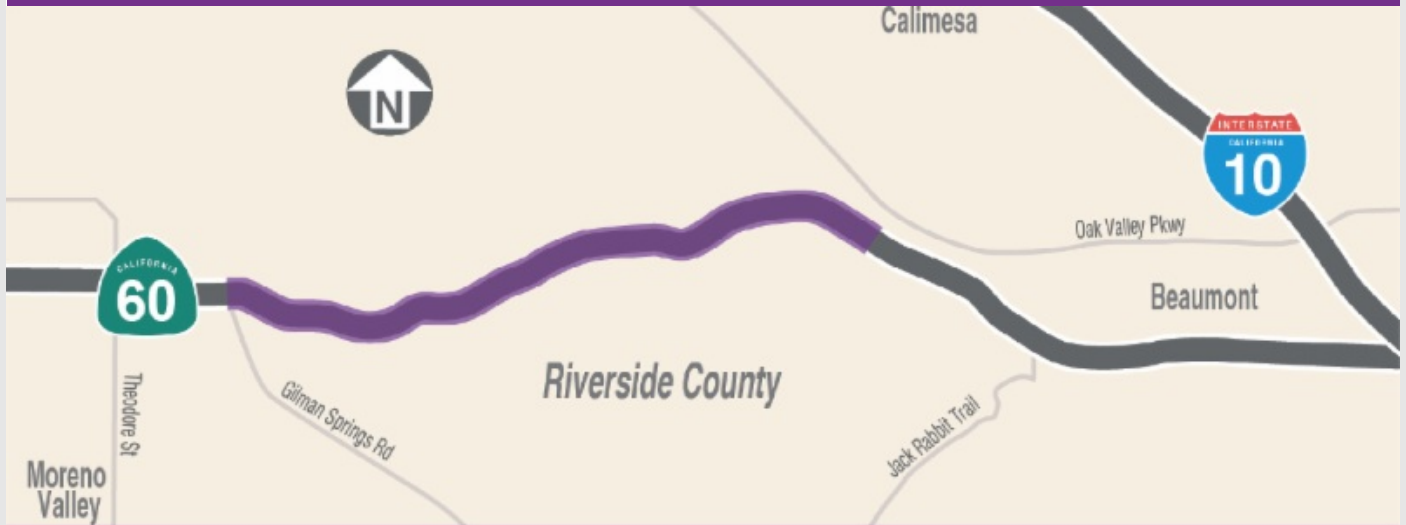 Calimesa
N
INTERSTATE
CALIFORNIA
10
Oak Valley Pkwy
CALIFORNIA
60
Beaumont
Riverside County
Theodore St
Gilman Springs Rd
Jack Rabbit Trail
Moreno
Valley